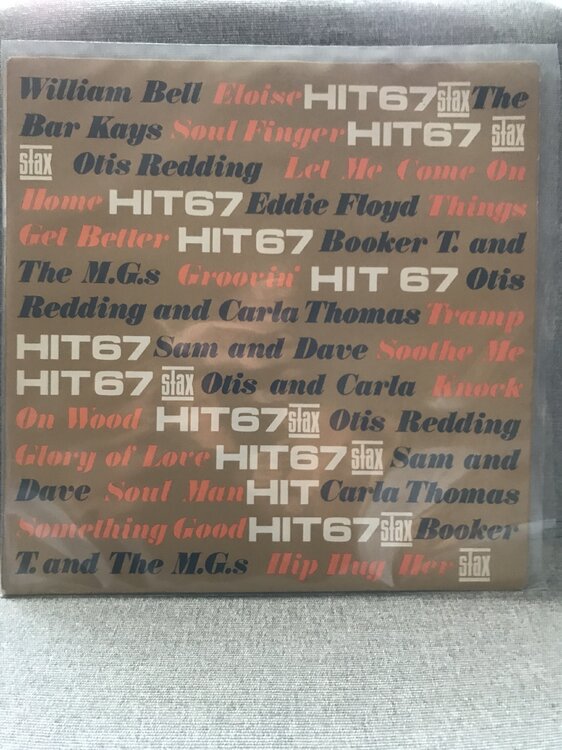 William Bell Eloise HIT67 stax The
Bar Kays Soul Finger HIT67 stax
stax Otis Redding Let Me Come On
Home HIT67 Eddie Floyd Things
Get Better HIT67 Booker T. and
The M.G.s Groovin' HIT 67 Otis
Redding and Carla Thomas Tramp
HIT67 Sam and Dave Soothe Me
HIT67 stax Otis and Carla Knock
On Wood HIT67 stax Otis Redding
Glory of Love HIT67 stax Sam and
Dave Soul Man HIT Carla Thomas
Something Good HIT67 stax Booker
T. and The M.G.s Hip Hug Her stax